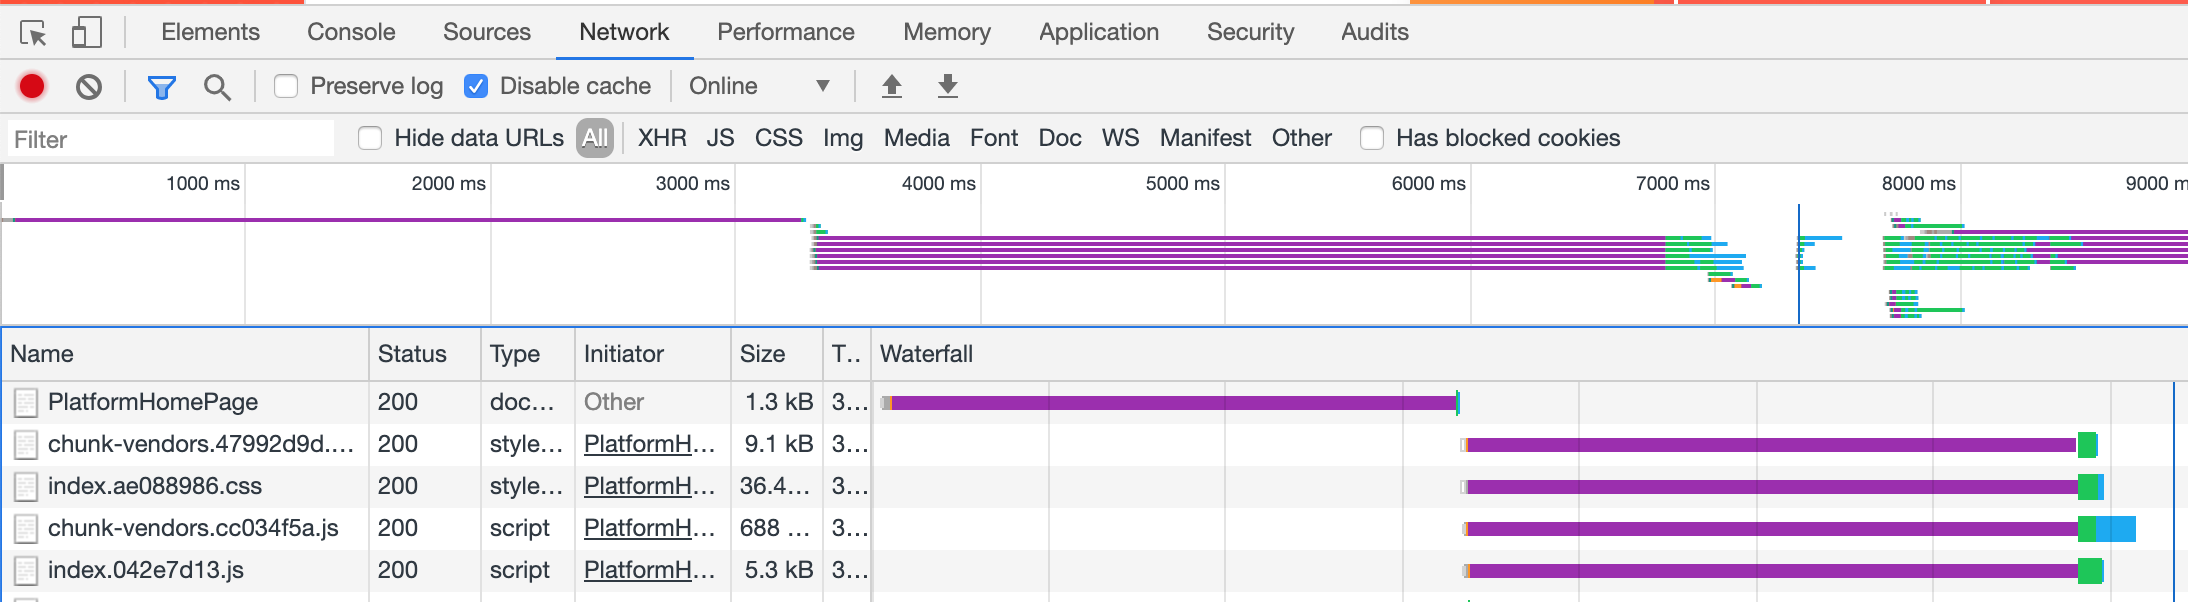 Elements Console Sources Network Performance Memory Application Security Audits
Preserve log Disable cache Online
Filter Hide data URLs All XHR JS CSS Img Media Font Doc WS Manifest Other Has blocked cookies
1000 ms 2000 ms 3000 ms 4000 ms 5000 ms 6000 ms 7000 ms 8000 ms 9000 m
Name Status Type Initiator Size T.. Waterfall
PlatformHomePage 200 doc... Other 1.3 kB 3...
chunk-vendors.47992d9d.... 200 style... PlatformH... 9.1 kB 3...
index.ae088986.css 200 style... PlatformH... 36.4... 3...
chunk-vendors.cc034f5a.js 200 script PlatformH... 688 ... 3...
index.042e7d13.js 200 script PlatformH... 5.3 kB 3...